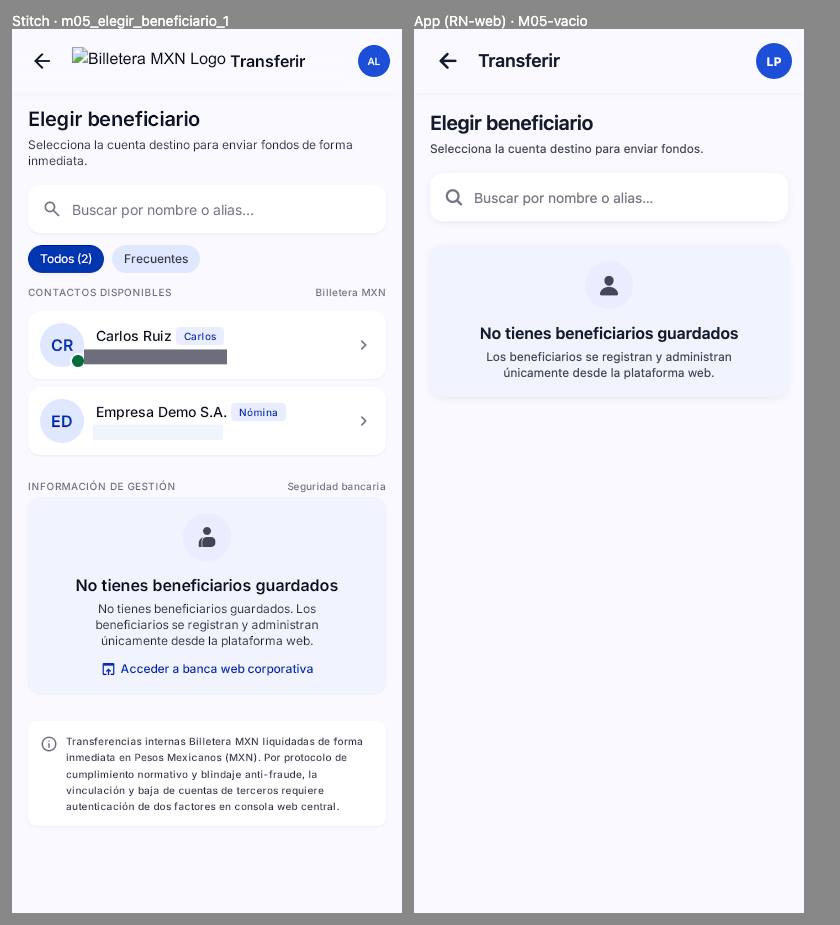 Stitch · m05_elegir_beneficiario_1
Billetera MXN Logo Transferir
AL
Elegir beneficiario
Selecciona la cuenta destino para enviar fondos de forma
inmediata.
Buscar por nombre o alias...
Todos (2)
Frecuentes
CONTACTOS DISPONIBLES
Billetera MXN
CR
Carlos Ruiz
Carlos
ED
Empresa Demo S.A.
Nómina
INFORMACIÓN DE GESTIÓN
Seguridad bancaria
No tienes beneficiarios guardados
No tienes beneficiarios guardados. Los
beneficiarios se registran y administran
únicamente desde la plataforma web.
Acceder a banca web corporativa
Transferencias internas Billetera MXN liquidadas de forma
inmediata en Pesos Mexicanos (MXN). Por protocolo de
cumplimiento normativo y blindaje anti-fraude, la
vinculación y baja de cuentas de terceros requiere
autenticación de dos factores en consola web central.
App (RN-web) · M05-vacio
Transferir
LP
Elegir beneficiario
Selecciona la cuenta destino para enviar fondos.
Buscar por nombre o alias...
No tienes beneficiarios guardados
Los beneficiarios se registran y administran
únicamente desde la plataforma web.